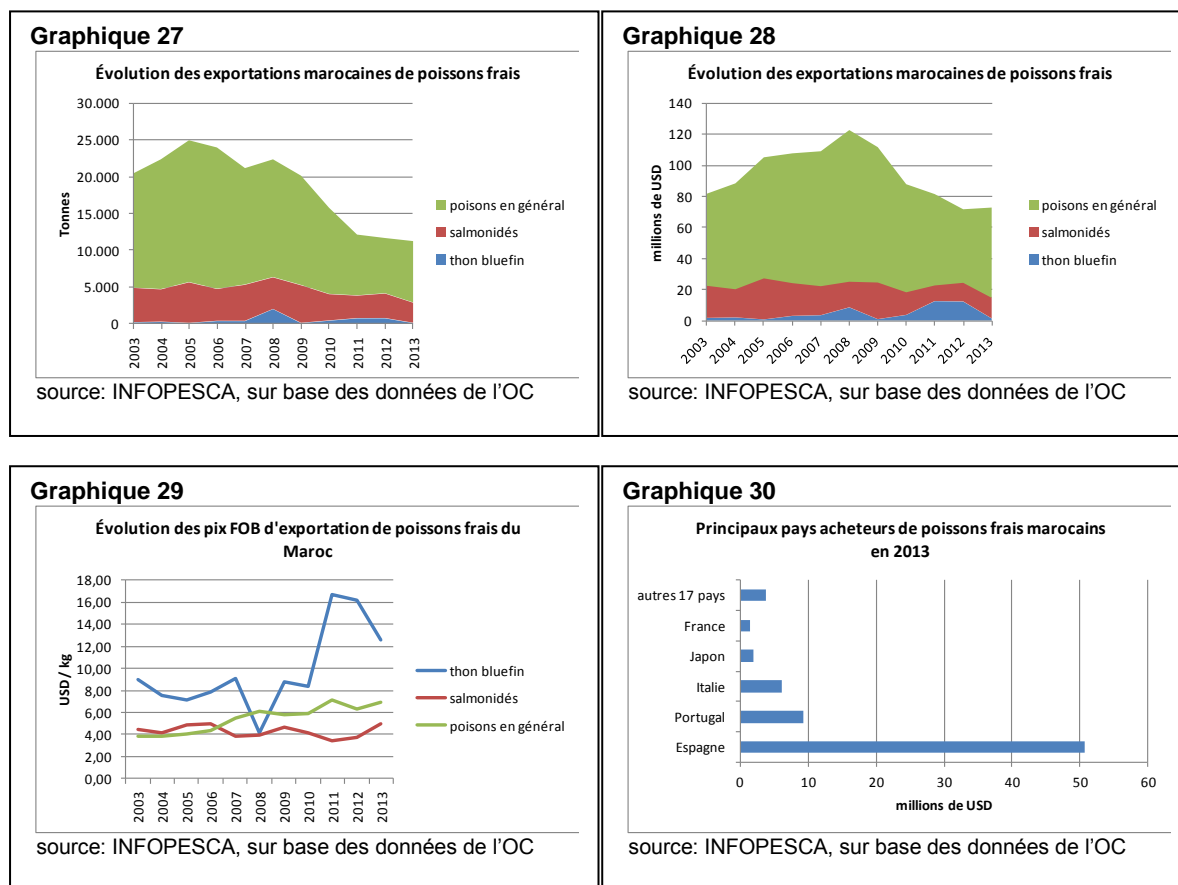 Graphique 27
Évolution des exportations marocaines de poissons frais
30.000
25.000
20.000
15.000
10.000
5.000
0
Tonnes
2003
2004
2005
2006
2007
2008
2009
2010
2011
2012
2013
poisons en général
salmonidés
thon bluefin
source: INFOPESCA, sur base des données de l'OC
Graphique 28
Évolution des exportations marocaines de poissons frais
140
120
100
80
60
40
20
0
millions de USD
2003
2004
2005
2006
2007
2008
2009
2010
2011
2012
2013
poisons en général
salmonidés
thon bluefin
source: INFOPESCA, sur base des données de l'OC
Graphique 29
Évolution des pix FOB d'exportation de poissons frais du
Maroc
18,00
16,00
14,00
12,00
10,00
8,00
6,00
4,00
2,00
0,00
USD / kg
2003
2004
2005
2006
2007
2008
2009
2010
2011
2012
2013
thon bluefin
salmonidés
poisons en général
source: INFOPESCA, sur base des données de l'OC
Graphique 30
Principaux pays acheteurs de poissons frais marocains
en 2013
autres 17 pays
France
Japon
Italie
Portugal
Espagne
0 10 20 30 40 50 60
millions de USD
source: INFOPESCA, sur base des données de l'OC